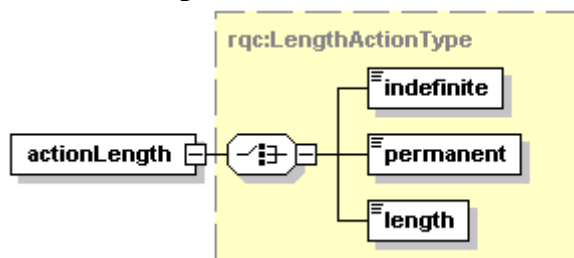 rqc:LengthActionType
indefinite
actionLength
permanent
length